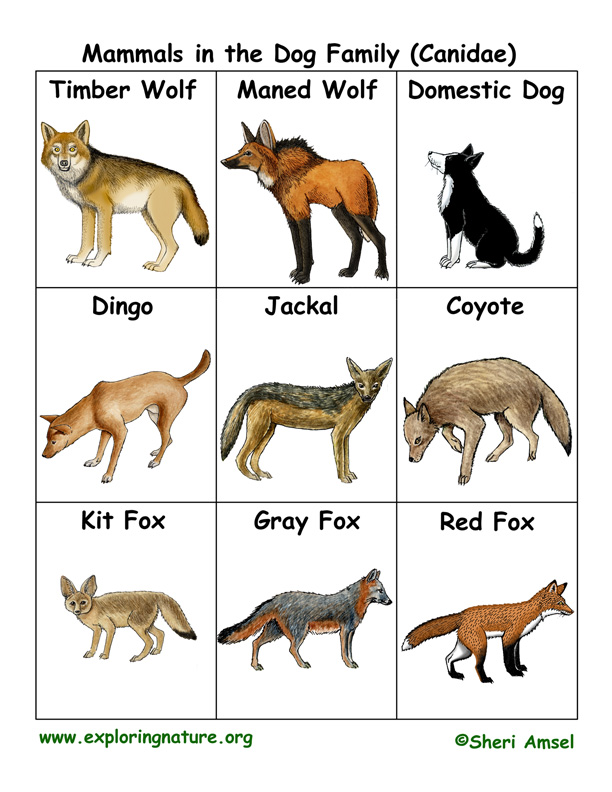 Mammals in the Dog Family (Canidae)
Timber Wolf
Maned Wolf
Domestic Dog
Dingo
Jackal
Coyote
Kit Fox
Gray Fox
Red Fox
www.exploringnature.org
©Sheri Amsel